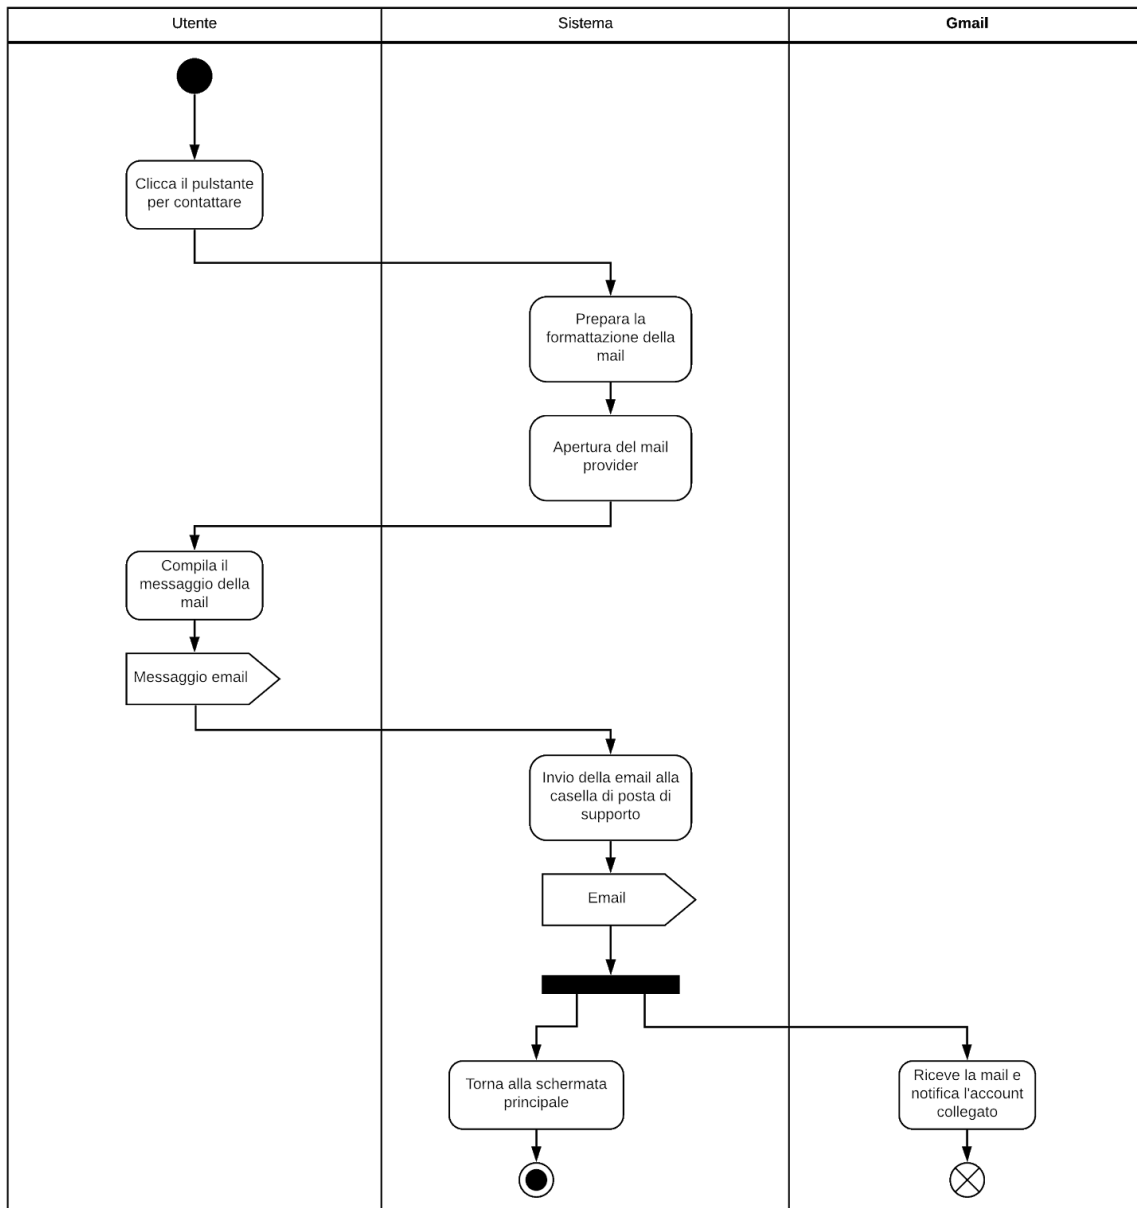 Utente
Sistema
Gmail
Clicca il pulstante
per contattare
Prepara la
formattazione della
mail
Apertura del mail
provider
Compila il
messaggio della
mail
Messaggio email
Invio della email alla
casella di posta di
supporto
Email
Torna alla schermata
principale
Riceve la mail e
notifica l'account
collegato